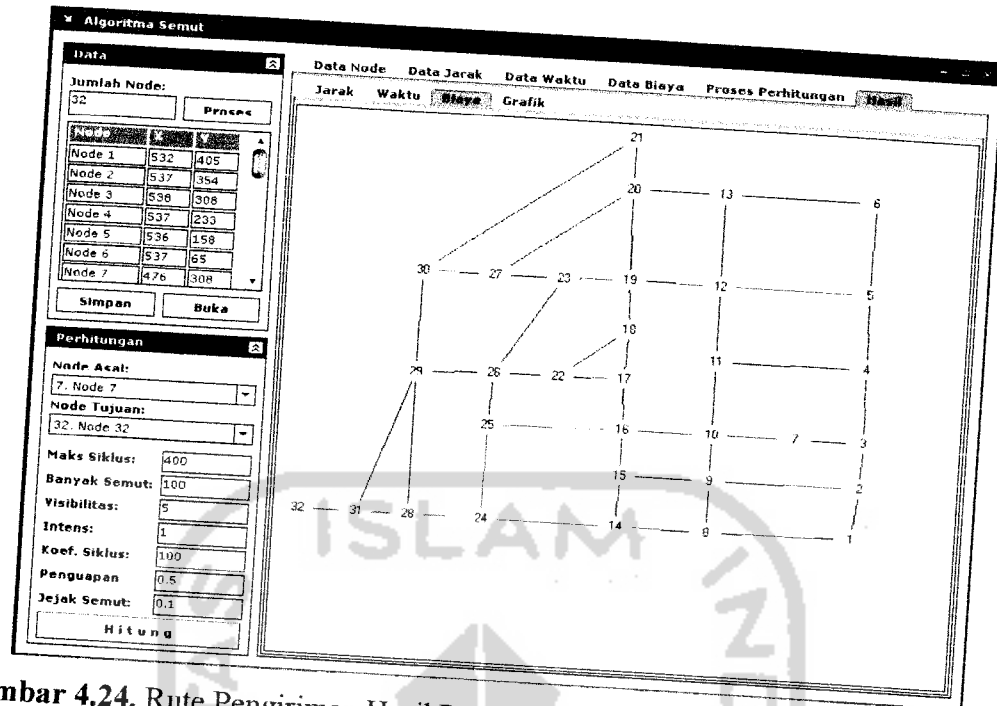 Algoritma Semut
Data
Jumlah Node:
32
Proses
Node X Y
Node 1 532 405
Node 2 537 354
Node 3 538 308
Node 4 537 233
Node 5 536 158
Node 6 537 65
Node 7 476 308
Simpan Buka
Perhitungan
Node Asal:
7. Node 7
Node Tujuan:
32. Node 32
Maks Siklus: 400
Banyak Semut: 100
Visibilitas: 5
Intens: 1
Koef. Siklus: 100
Penguapan 0.5
Jejak Semut: 0.1
Hitung
Data Node Data Jarak Data Waktu Data Biaya Proses Perhitungan Hasil
Jarak Waktu Biaya Grafik
21
20 13 6
30 27 23 19 12 5
18
29 26 22 17 11 4
25 16 10 7 3
15 9 2
32 31 28 24 14 8 1
ISLAM
mbar 4.24. Rute Pengiriman Hasil